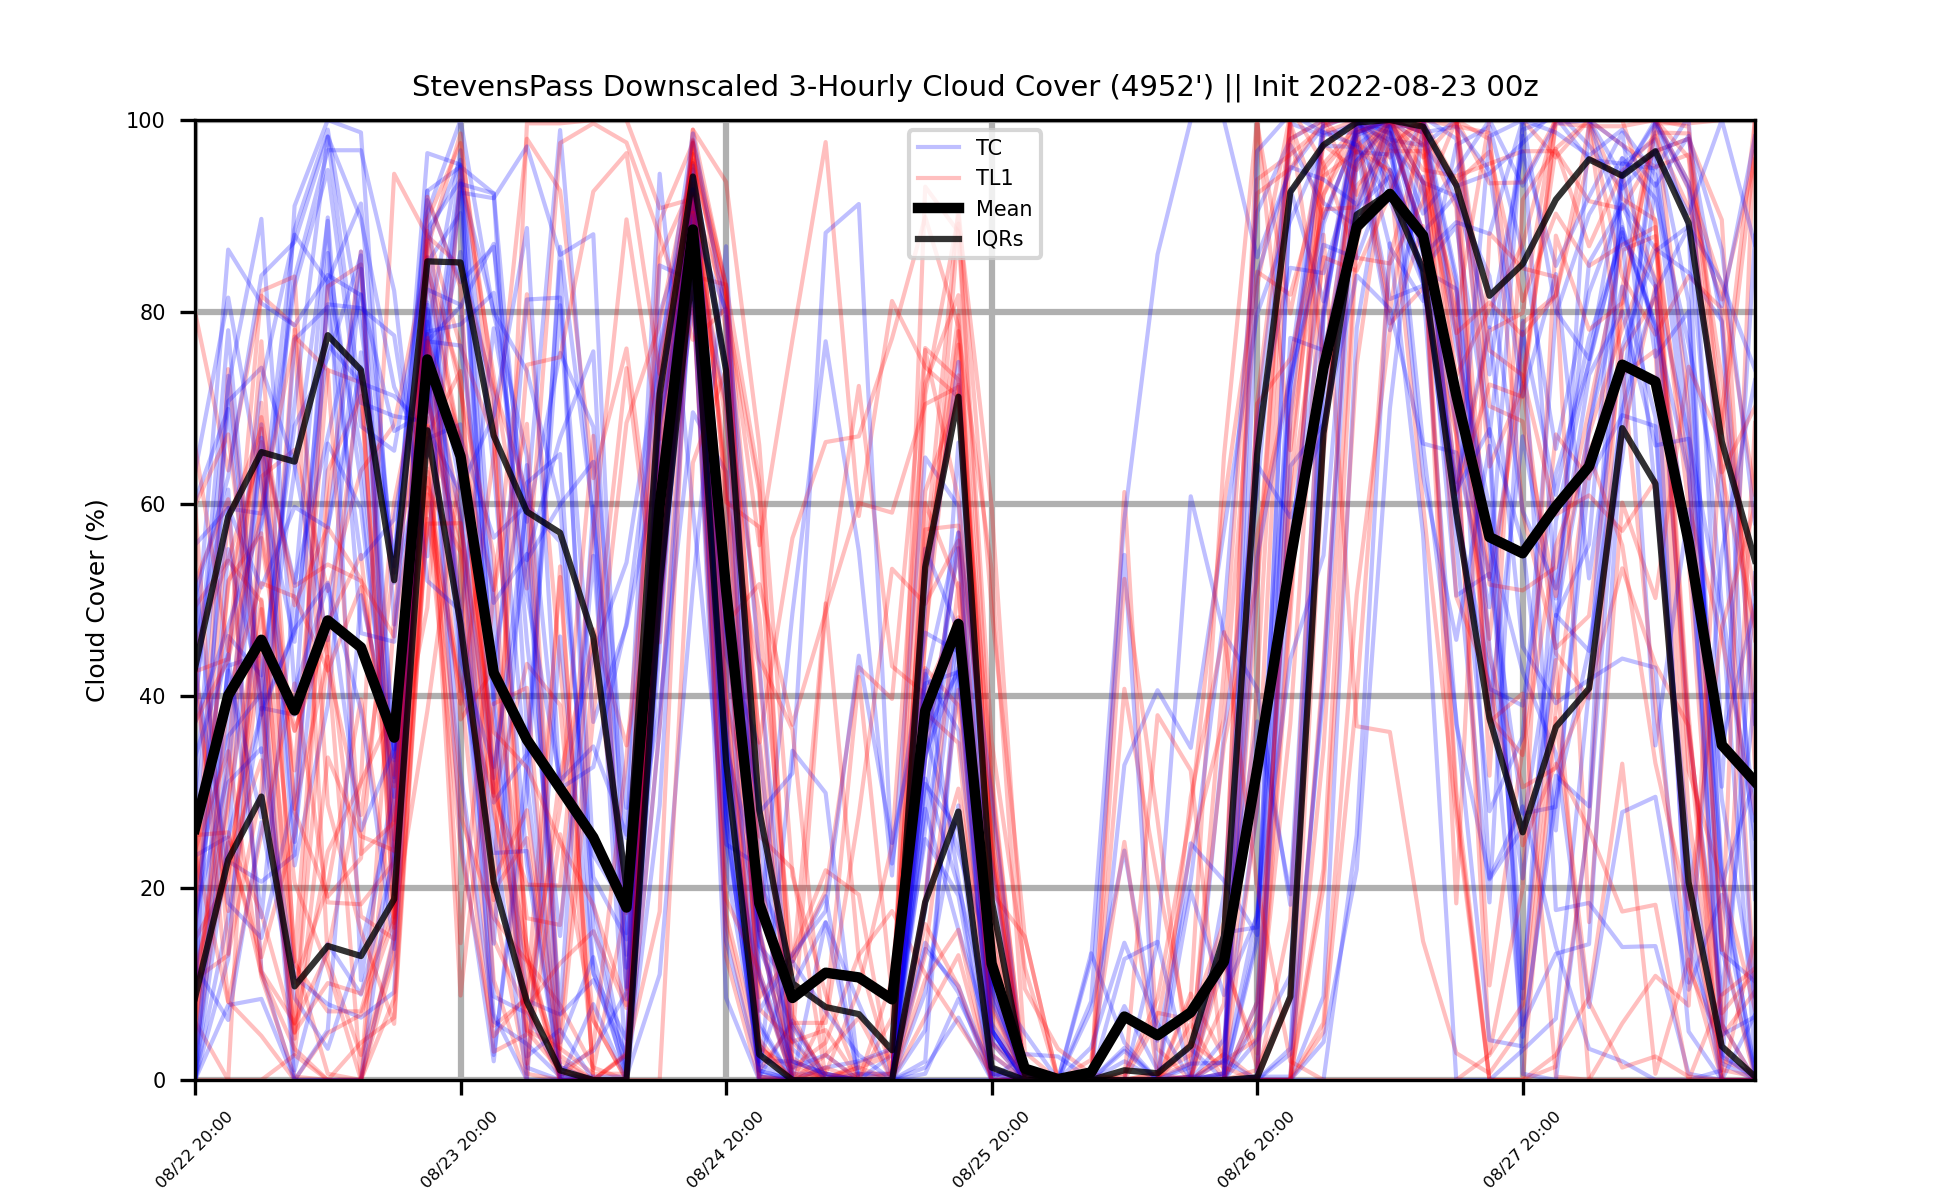 StevensPass Downscaled 3-Hourly Cloud Cover (4952') || Init 2022-08-23 00z
Cloud Cover (%)
100
80
60
40
20
0
TC
TL1
Mean
IQRs
08/22 20:00
08/23 20:00
08/24 20:00
08/25 20:00
08/26 20:00
08/27 20:00